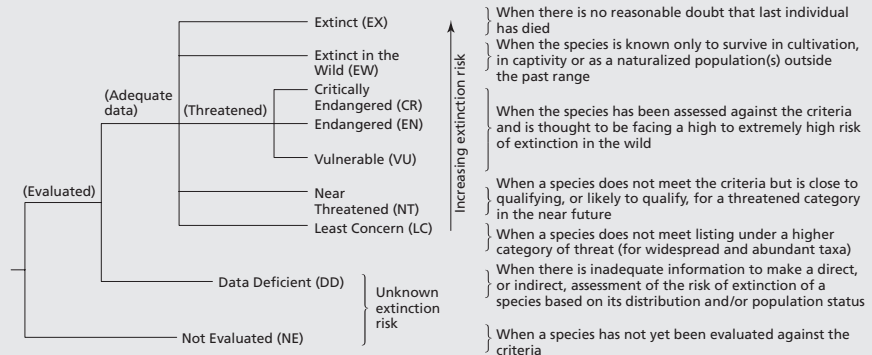 Extinct (EX)
When there is no reasonable doubt that last individual
has died
Extinct in the
Wild (EW)
When the species is known only to survive in cultivation,
in captivity or as a naturalized population(s) outside
the past range
(Adequate
data)
(Threatened)
Critically
Endangered (CR)
Endangered (EN)
Vulnerable (VU)
Increasing extinction risk
When the species has been assessed against the criteria
and is thought to be facing a high to extremely high risk
of extinction in the wild
(Evaluated)
Near
Threatened (NT)
When a species does not meet the criteria but is close to
qualifying, or likely to qualify, for a threatened category
in the near future
Least Concern (LC)
When a species does not meet listing under a higher
category of threat (for widespread and abundant taxa)
Data Deficient (DD)
Unknown
extinction
risk
When there is inadequate information to make a direct,
or indirect, assessment of the risk of extinction of a
species based on its distribution and/or population status
Not Evaluated (NE)
When a species has not yet been evaluated against the
criteria